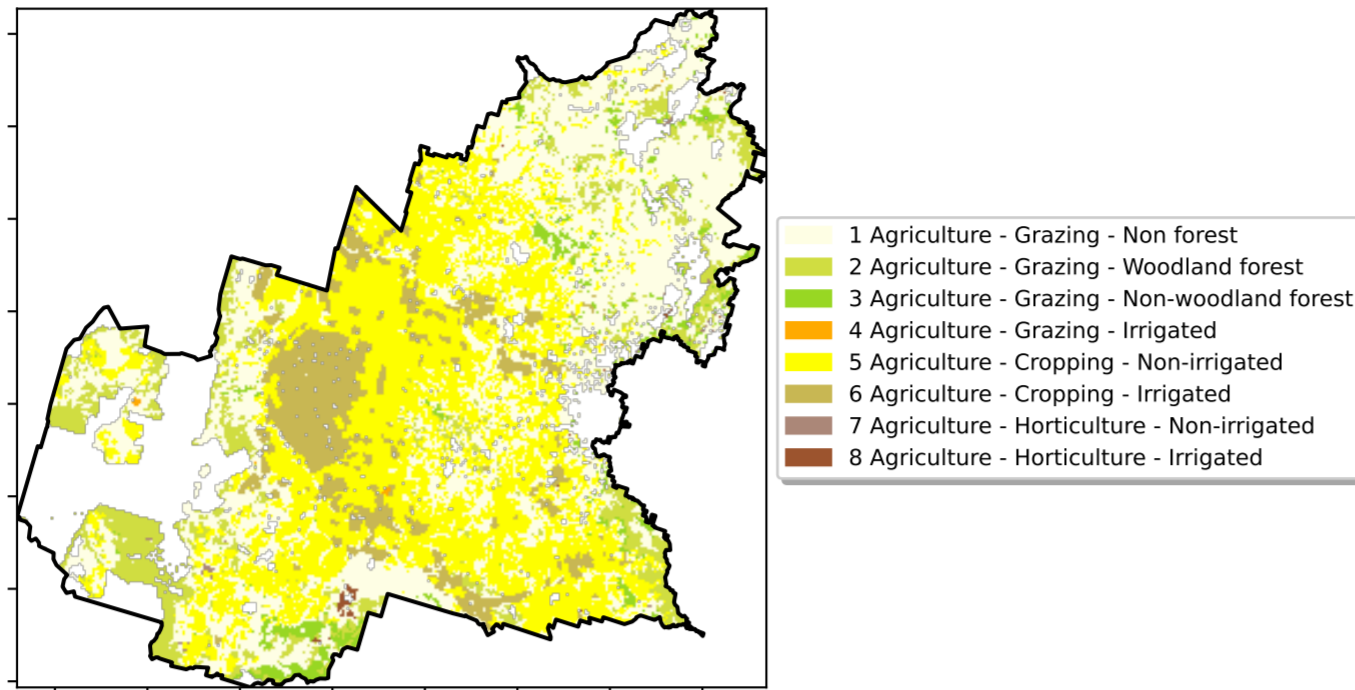 1 Agriculture - Grazing - Non forest
2 Agriculture - Grazing - Woodland forest
3 Agriculture - Grazing - Non-woodland forest
4 Agriculture - Grazing - Irrigated
5 Agriculture - Cropping - Non-irrigated
6 Agriculture - Cropping - Irrigated
7 Agriculture - Horticulture - Non-irrigated
8 Agriculture - Horticulture - Irrigated